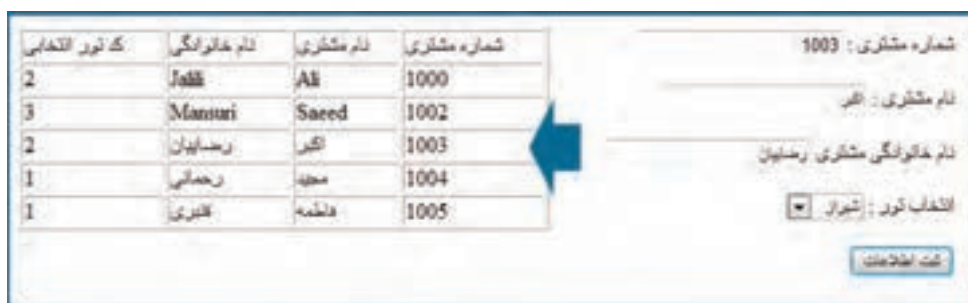 شماره مشتری : 1003
نام مشتری : اکبر
نام خانوادگی مشتری رضاییان
انتخاب تور : شیراز
ثبت اطلاعات
شماره مشتری نام مشتری نام خانوادگی کد تور انتخابی
1000 Ali Jalili 2
1002 Saeed Mansuri 3
1003 اکبر رضاییان 2
1004 مجید رحمانی 1
1005 فاطمه قنبری 1